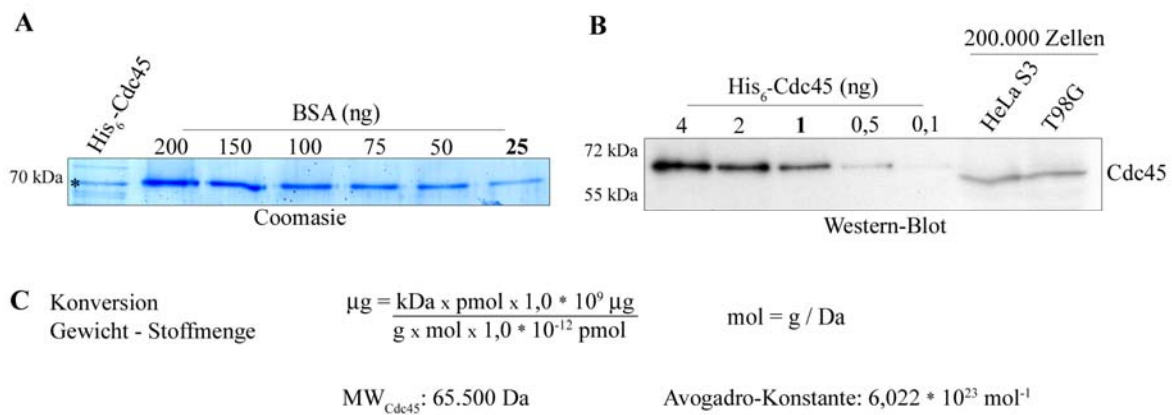 A
His₆-Cdc45
BSA (ng)
200 150 100 75 50 25
70 kDa
*
Coomasie
B
200.000 Zellen
His₆-Cdc45 (ng)
HeLa S3
T98G
4 2 1 0,5 0,1
72 kDa
55 kDa
Cdc45
Western-Blot
C Konversion
Gewicht - Stoffmenge
µg = kDa x pmol x 1,0 * 10⁹ µg
g x mol x 1,0 * 10⁻¹² pmol
mol = g / Da
MW_Cdc45: 65.500 Da
Avogadro-Konstante: 6,022 * 10²³ mol⁻¹